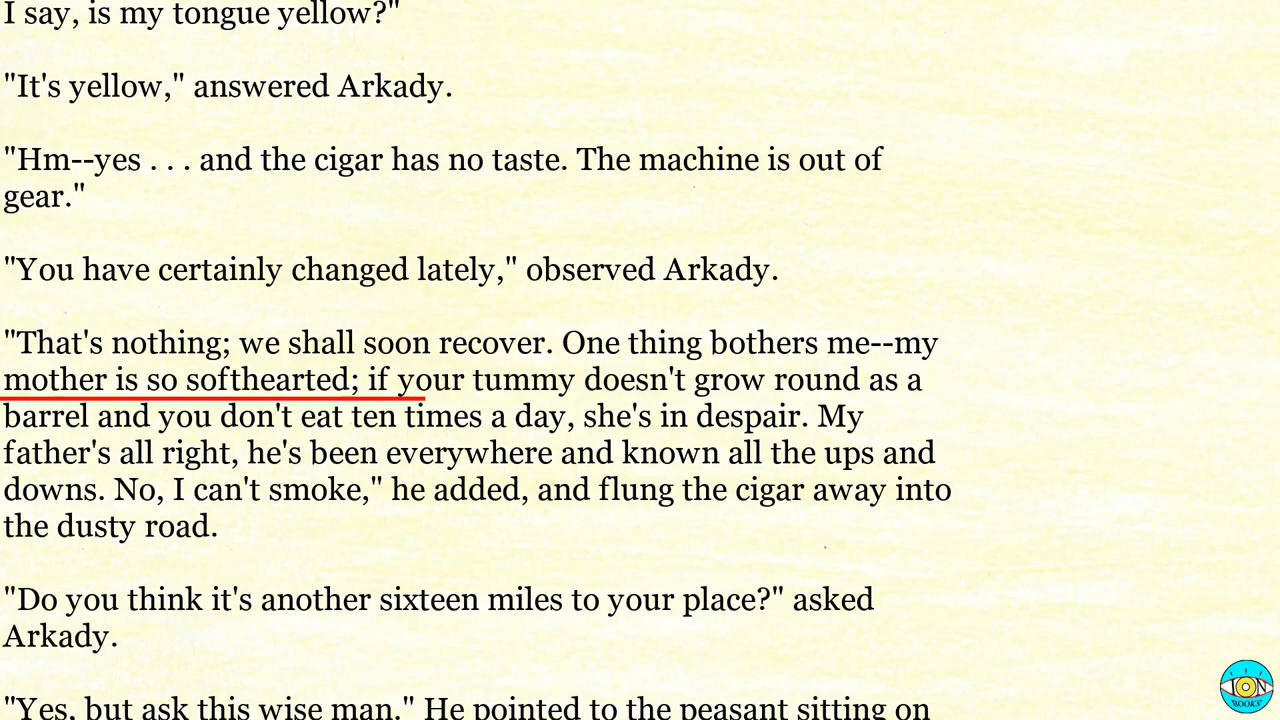 I say, is my tongue yellow?"
"It's yellow," answered Arkady.
"Hm--yes . . . and the cigar has no taste. The machine is out of
gear."
"You have certainly changed lately," observed Arkady.
"That's nothing; we shall soon recover. One thing bothers me--my
mother is so softhearted; if your tummy doesn't grow round as a
barrel and you don't eat ten times a day, she's in despair. My
father's all right, he's been everywhere and known all the ups and
downs. No, I can't smoke," he added, and flung the cigar away into
the dusty road.
"Do you think it's another sixteen miles to your place?" asked
Arkady.
"Yes, but ask this wise man." He pointed to the peasant sitting on
ION
BOOKS